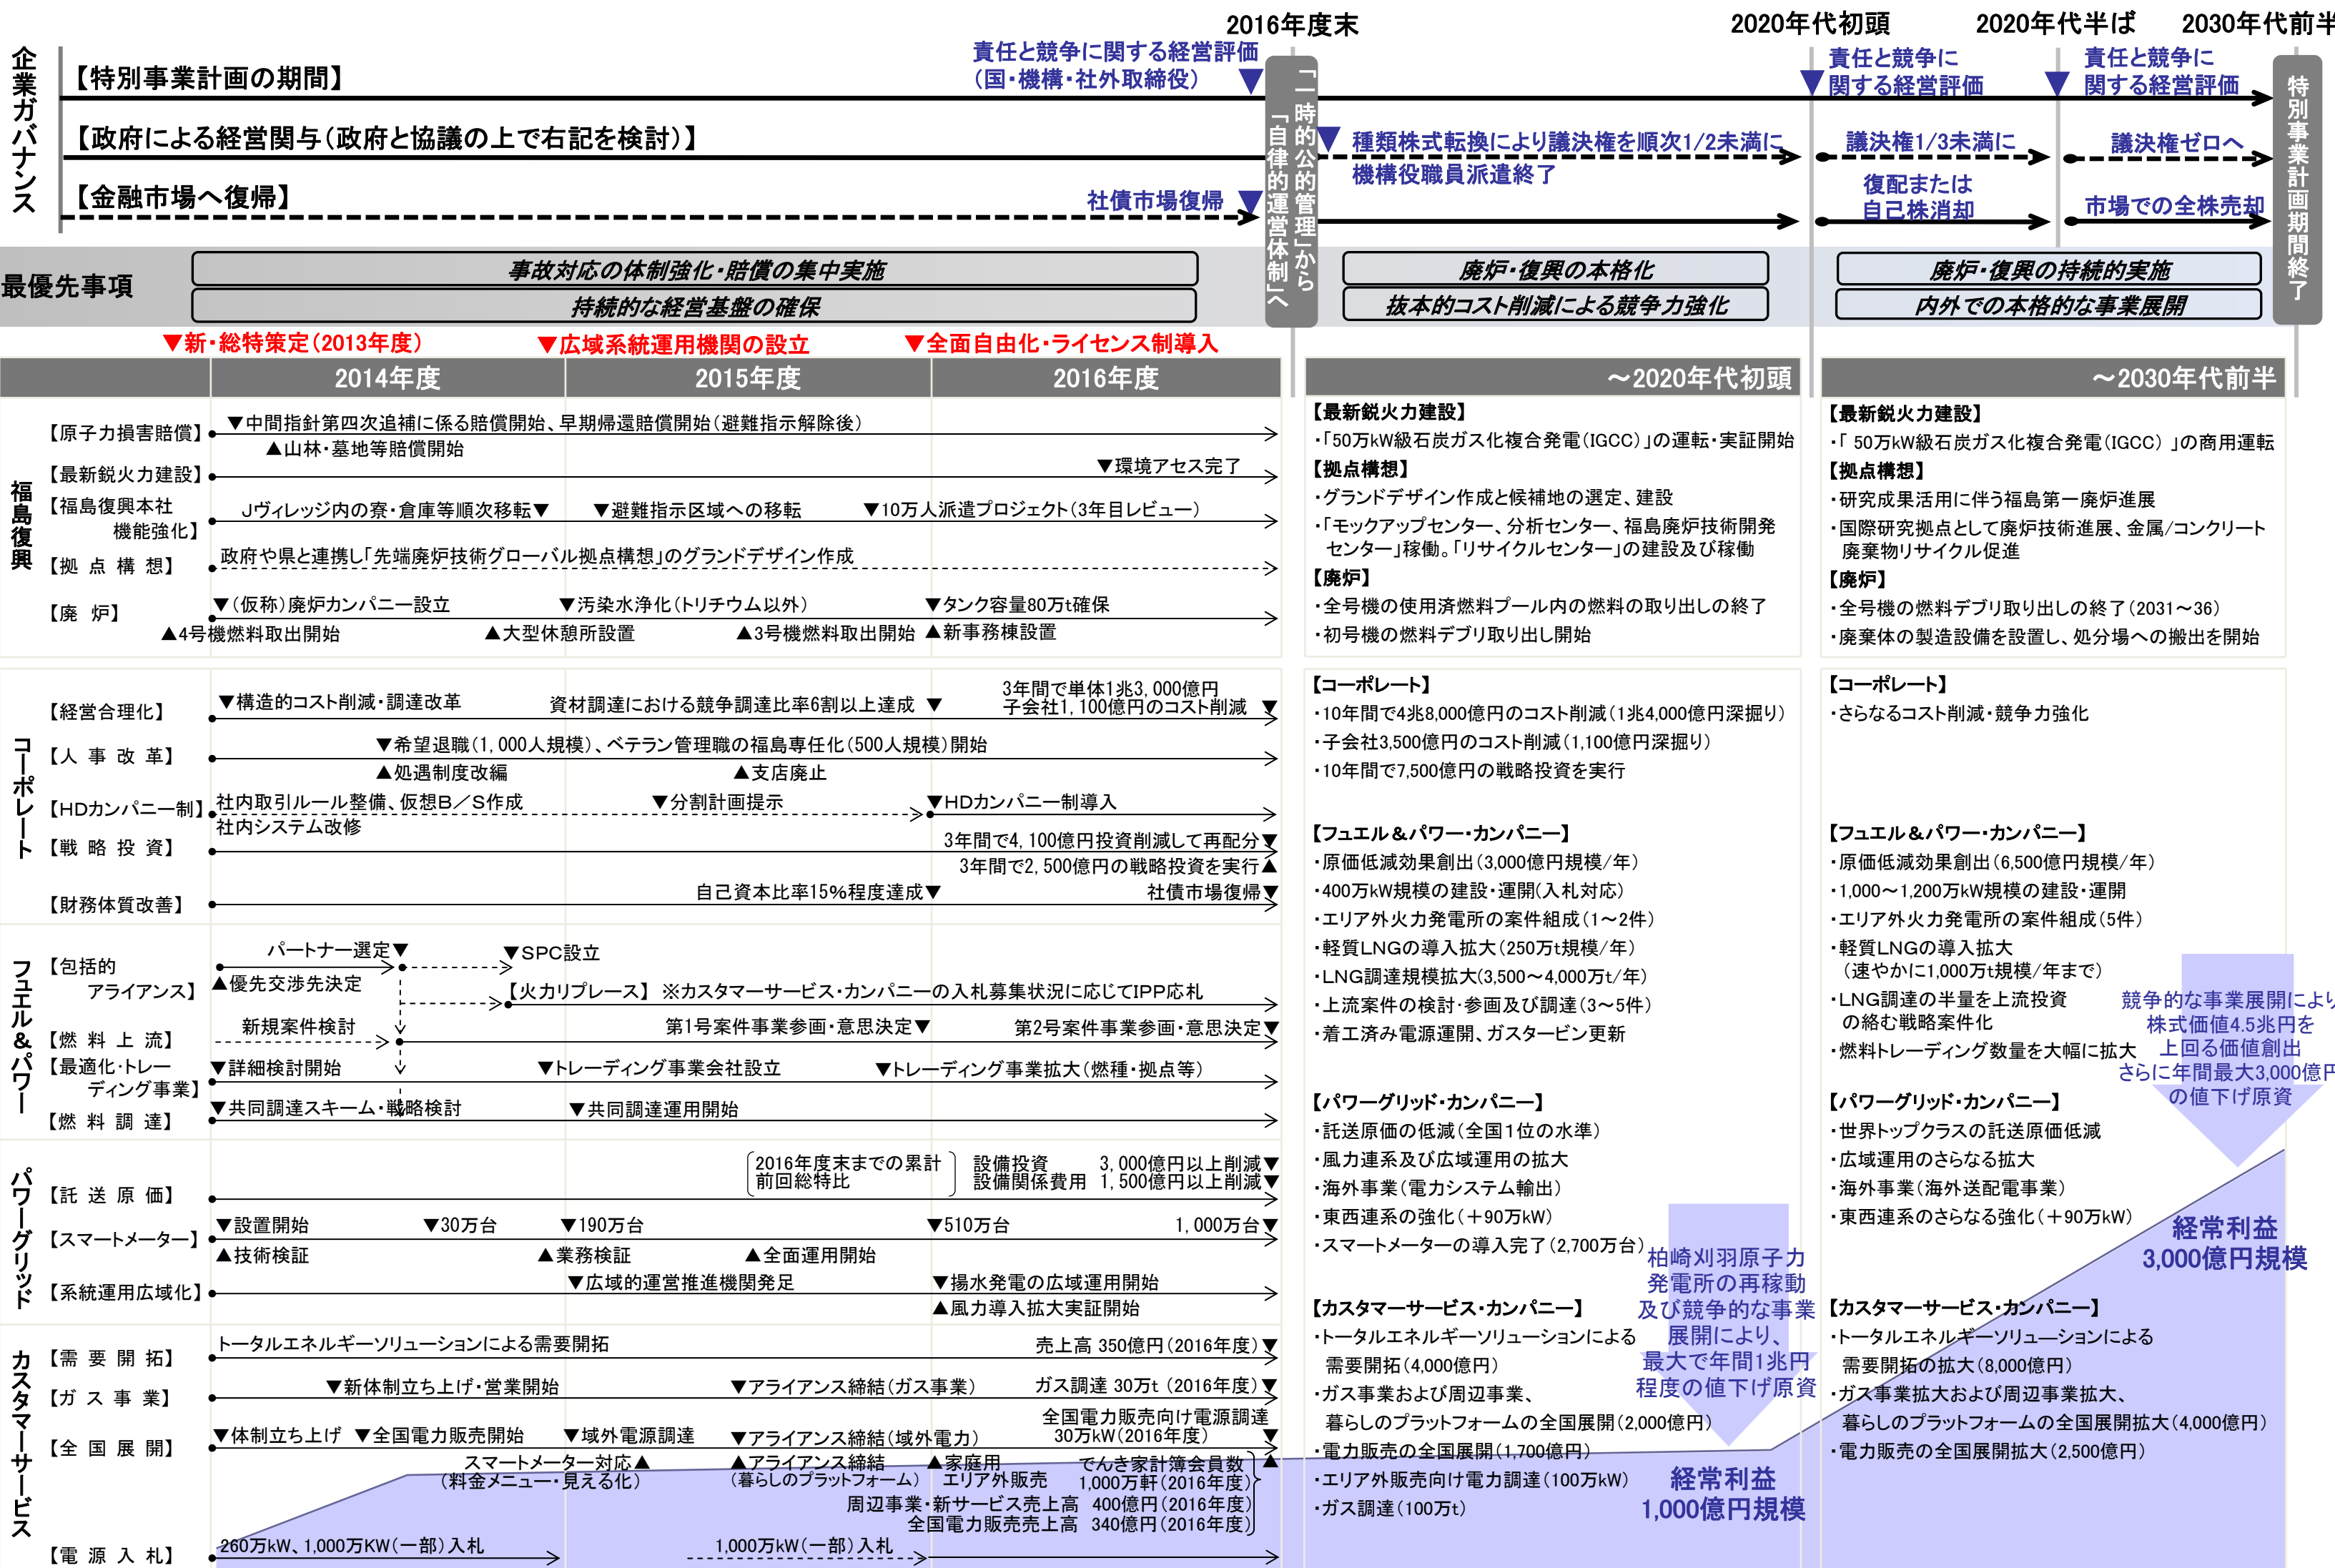 2016年度末
2020年代初頭
2020年代半ば
2030年代前半
企業ガバナンス
【特別事業計画の期間】
責任と競争に関する経営評価
（国・機構・社外取締役）
▼
▼
責任と競争に
関する経営評価
▼
責任と競争に
関する経営評価
【政府による経営関与（政府と協議の上で右記を検討）】
▼
種類株式転換により議決権を順次1/2未満に
機構役職員派遣終了
議決権1/3未満に
議決権ゼロへ
【金融市場へ復帰】
社債市場復帰
▼
復配または
自己株消却
市場での全株売却
「一時的公的管理」から
「自律的運営体制」へ
特別事業計画期間終了
最優先事項
事故対応の体制強化・賠償の集中実施
持続的な経営基盤の確保
廃炉・復興の本格化
抜本的コスト削減による競争力強化
廃炉・復興の持続的実施
内外での本格的な事業展開
▼新・総特策定（2013年度）
▼広域系統運用機関の設立
▼全面自由化・ライセンス制導入
2014年度
2015年度
2016年度
～2020年代初頭
～2030年代前半
福島復興
【原子力損害賠償】
▼中間指針第四次追補に係る賠償開始、早期帰還賠償開始（避難指示解除後）
▲山林・墓地等賠償開始
【最新鋭火力建設】
▼環境アセス完了
【福島復興本社
機能強化】
Ｊヴィレッジ内の寮・倉庫等順次移転▼
▼避難指示区域への移転
▼10万人派遣プロジェクト（3年目レビュー）
【拠 点 構 想】
政府や県と連携し「先端廃炉技術グローバル拠点構想」のグランドデザイン作成
【廃 炉】
▼（仮称）廃炉カンパニー設立
▼汚染水浄化（トリチウム以外）
▼タンク容量80万t確保
▲4号機燃料取出開始
▲大型休憩所設置
▲3号機燃料取出開始
▲新事務棟設置
【最新鋭火力建設】
・「50万kW級石炭ガス化複合発電（IGCC）」の運転・実証開始
【拠点構想】
・グランドデザイン作成と候補地の選定、建設
・「モックアップセンター、分析センター、福島廃炉技術開発
センター」稼働。「リサイクルセンター」の建設及び稼働
【廃炉】
・全号機の使用済燃料プール内の燃料の取り出しの終了
・初号機の燃料デブリ取り出し開始
【最新鋭火力建設】
・「 50万kW級石炭ガス化複合発電（IGCC） 」の商用運転
【拠点構想】
・研究成果活用に伴う福島第一廃炉進展
・国際研究拠点として廃炉技術進展、金属/コンクリート
廃棄物リサイクル促進
【廃炉】
・全号機の燃料デブリ取り出しの終了（2031～36）
・廃棄体の製造設備を設置し、処分場への搬出を開始
コーポレート
【経営合理化】
▼構造的コスト削減・調達改革
資材調達における競争調達比率6割以上達成 ▼
3年間で単体1兆3,000億円
子会社1,100億円のコスト削減 ▼
【人 事 改 革】
▼希望退職（1,000人規模）、ベテラン管理職の福島専任化（500人規模）開始
▲処遇制度改編
▲支店廃止
【HDカンパニー制】
社内取引ルール整備、仮想Ｂ／Ｓ作成
社内システム改修
▼分割計画提示
▼HDカンパニー制導入
【戦 略 投 資】
3年間で4,100億円投資削減して再配分▼
3年間で2,500億円の戦略投資を実行▲
【財務体質改善】
自己資本比率15％程度達成▼
社債市場復帰▼
フュエル＆パワー
【包括的
アライアンス】
パートナー選定▼
▼SPC設立
▲優先交渉先決定
【火力リプレース】 ※カスタマーサービス・カンパニーの入札募集状況に応じてIPP応札
【燃 料 上 流】
新規案件検討
第1号案件事業参画・意思決定▼
第2号案件事業参画・意思決定▼
【最適化・トレー
ディング事業】
▼詳細検討開始
▼トレーディング事業会社設立
▼トレーディング事業拡大（燃種・拠点等）
【燃 料 調 達】
▼共同調達スキーム・戦略検討
▼共同調達運用開始
パワーグリッド
【託 送 原 価】
2016年度末までの累計
前回総特比
設備投資 3,000億円以上削減▼
設備関係費用 1,500億円以上削減▼
【スマートメーター】
▼設置開始
▼30万台
▼190万台
▼510万台
1,000万台▼
▲技術検証
▲業務検証
▲全面運用開始
【系統運用広域化】
▼広域的運営推進機関発足
▼揚水発電の広域運用開始
▲風力導入拡大実証開始
カスタマーサービス
【需 要 開 拓】
トータルエネルギーソリューションによる需要開拓
売上高 350億円（2016年度）▼
【ガ ス 事 業】
▼新体制立ち上げ・営業開始
▼アライアンス締結（ガス事業）
ガス調達 30万t （2016年度）▼
【全 国 展 開】
▼体制立ち上げ
▼全国電力販売開始
▼域外電源調達
▼アライアンス締結（域外電力）
全国電力販売向け電源調達
30万kW（2016年度） ▼
スマートメーター対応▲
（料金メニュー・見える化）
▲アライアンス締結
（暮らしのプラットフォーム）
▲家庭用
エリア外販売
でんき家計簿会員数 ▲
1,000万軒（2016年度）
周辺事業・新サービス売上高 400億円（2016年度）
全国電力販売売上高 340億円（2016年度）
【電 源 入 札】
260万kW、1,000万KW（一部）入札
1,000万kW（一部）入札
【コーポレート】
・10年間で4兆8,000億円のコスト削減（1兆4,000億円深掘り）
・子会社3,500億円のコスト削減（1,100億円深掘り）
・10年間で7,500億円の戦略投資を実行
【フュエル＆パワー・カンパニー】
・原価低減効果創出（3,000億円規模/年）
・400万kW規模の建設・運開（入札対応）
・エリア外火力発電所の案件組成（1～2件）
・軽質LNGの導入拡大（250万t規模/年）
・LNG調達規模拡大（3,500～4,000万t/年）
・上流案件の検討・参画及び調達（3～5件）
・着工済み電源運開、ガスタービン更新
【パワーグリッド・カンパニー】
・託送原価の低減（全国１位の水準）
・風力連系及び広域運用の拡大
・海外事業（電力システム輸出）
・東西連系の強化（＋90万kW）
・スマートメーターの導入完了（2,700万台）
【カスタマーサービス・カンパニー】
・トータルエネルギーソリューションによる
需要開拓（4,000億円）
・ガス事業および周辺事業、
暮らしのプラットフォームの全国展開（2,000億円）
・電力販売の全国展開（1,700億円）
・エリア外販売向け電力調達（100万kW）
・ガス調達（100万t）
柏崎刈羽原子力
発電所の再稼動
及び競争的な事業
展開により、
最大で年間1兆円
程度の値下げ原資
経常利益
1,000億円規模
【コーポレート】
・さらなるコスト削減・競争力強化
【フュエル＆パワー・カンパニー】
・原価低減効果創出（6,500億円規模/年）
・1,000～1,200万kW規模の建設・運開
・エリア外火力発電所の案件組成（5件）
・軽質LNGの導入拡大
（速やかに1,000万t規模/年まで）
・LNG調達の半量を上流投資
の絡む戦略案件化
・燃料トレーディング数量を大幅に拡大
【パワーグリッド・カンパニー】
・世界トップクラスの託送原価低減
・広域運用のさらなる拡大
・海外事業（海外送配電事業）
・東西連系のさらなる強化（＋90万kW）
【カスタマーサービス・カンパニー】
・トータルエネルギーソリューションによる
需要開拓の拡大（8,000億円）
・ガス事業拡大および周辺事業拡大、
暮らしのプラットフォームの全国展開拡大（4,000億円）
・電力販売の全国展開拡大（2,500億円）
競争的な事業展開により
株式価値4.5兆円を
上回る価値創出
さらに年間最大3,000億円
の値下げ原資
経常利益
3,000億円規模